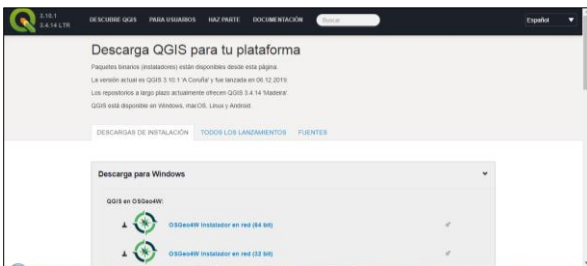 3.10.1
3.4.14 LTR
DESCUBRE QGIS PARA USUARIOS HAZ PARTE DOCUMENTACIÓN Buscar Español
Descarga QGIS para tu plataforma
Paquetes binarios (instaladores) están disponibles desde esta página.
La versión actual es QGIS 3.10.1 'A Coruña' y fue lanzada en 06.12.2019.
Los repositorios a largo plazo actualmente ofrecen QGIS 3.4.14 'Madeira'.
QGIS está disponible en Windows, macOS, Linux y Android.
DESCARGAS DE INSTALACIÓN TODOS LOS LANZAMIENTOS FUENTES
Descarga para Windows
QGIS en OSGeo4W:
OSGeo4W Instalador en red (64 bit)
OSGeo4W Instalador en red (32 bit)